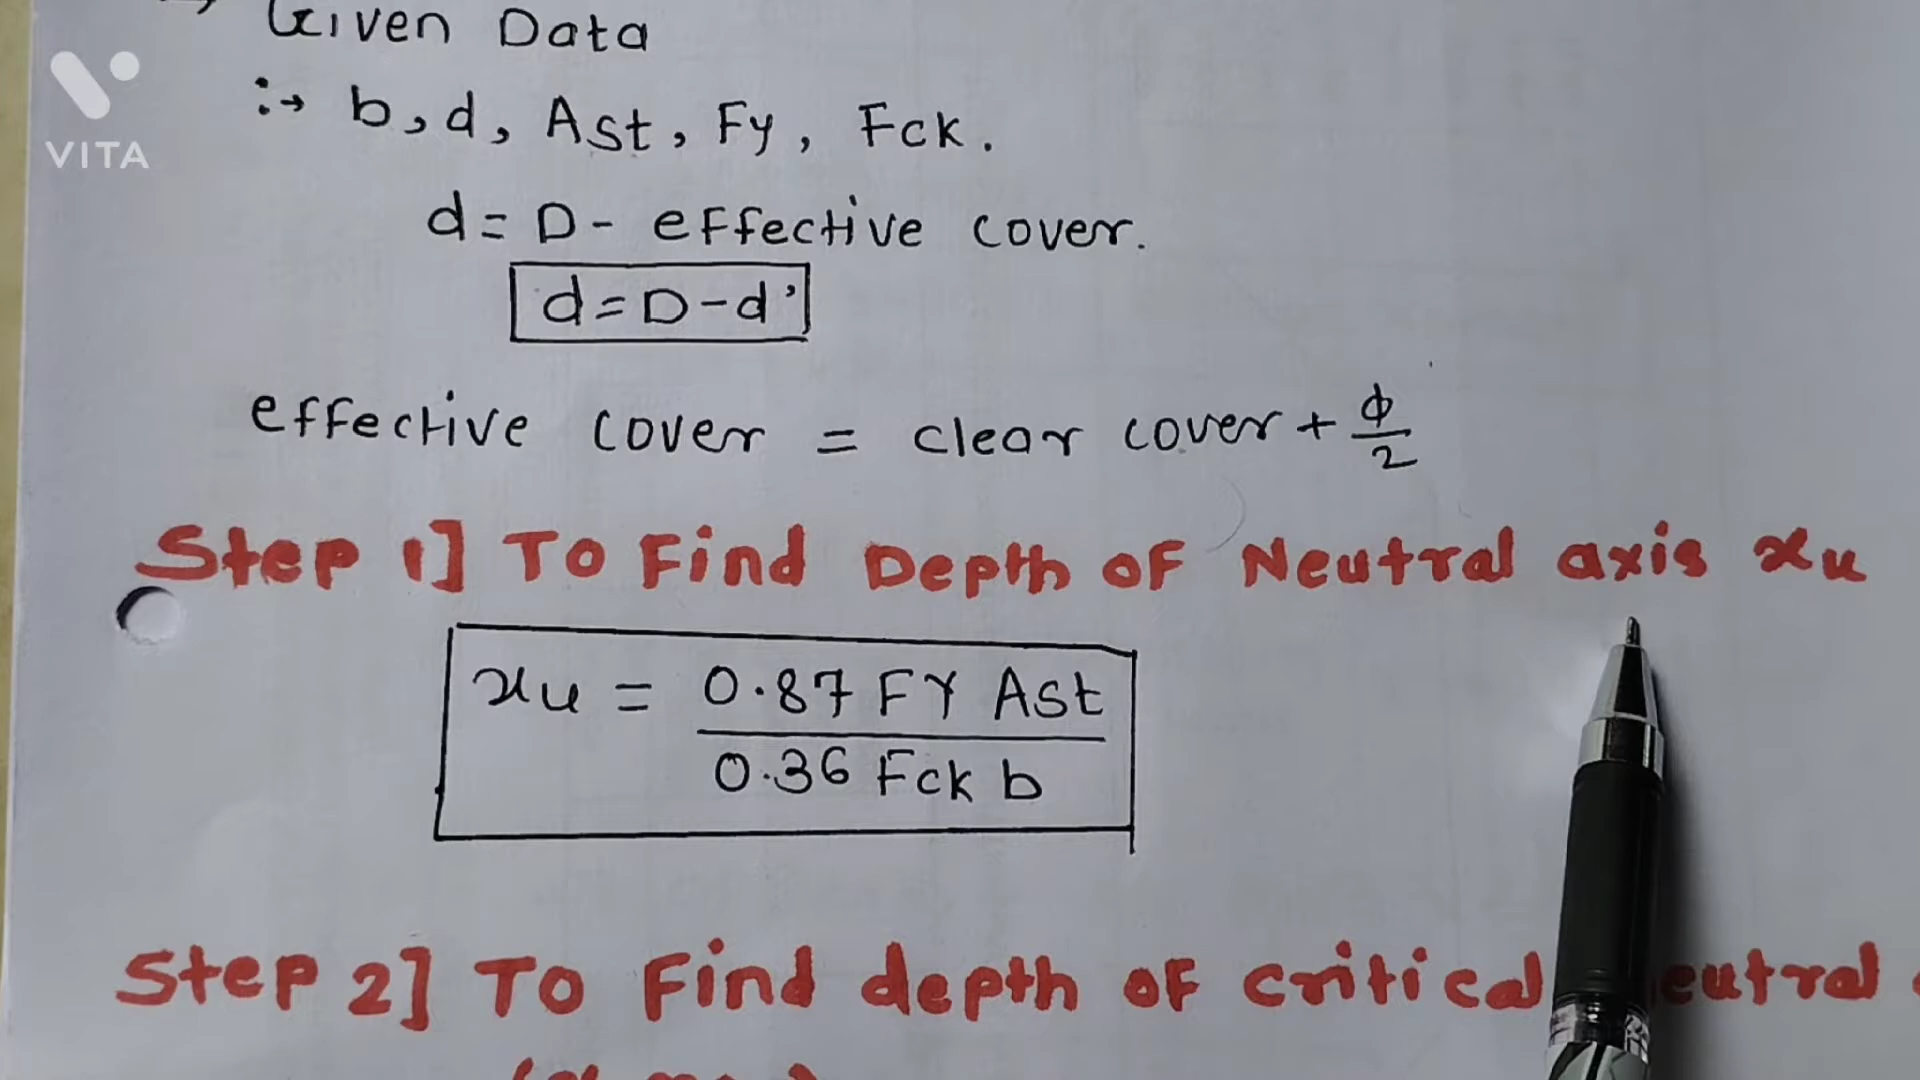 Given Data
VITA
:→ b, d, Ast, Fy, Fck.
d = D - effective cover.
d = D - d'
effective cover = clear cover + ϕ/2
Step 1] To Find Depth of Neutral axis xu
xu = 0.87 FY Ast / 0.36 Fck b
Step 2] To Find depth of critical eutral